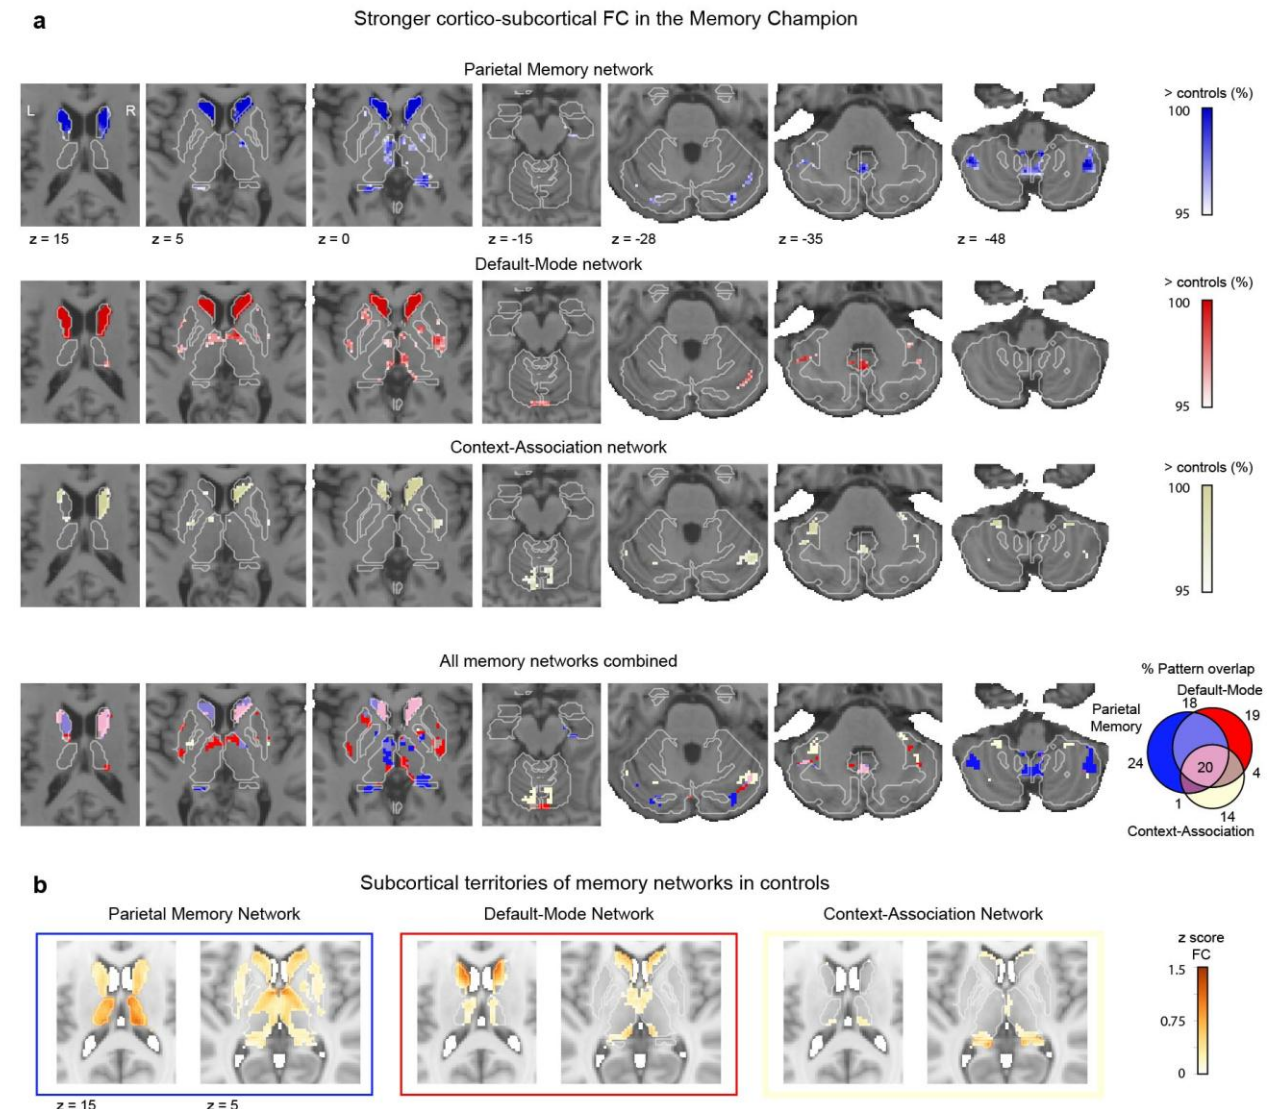 a
Stronger cortico-subcortical FC in the Memory Champion
Parietal Memory network
L R
> controls (%)
100
95
z = 15 z = 5 z = 0 z = -15 z = -28 z = -35 z = -48
Default-Mode network
> controls (%)
100
95
Context-Association network
> controls (%)
100
95
All memory networks combined
% Pattern overlap
Default-Mode
18
Parietal
Memory
19
24
20
4
1
14
Context-Association
b
Subcortical territories of memory networks in controls
Parietal Memory Network Default-Mode Network Context-Association Network
z score
FC
1.5
0.75
0
z = 15 z = 5